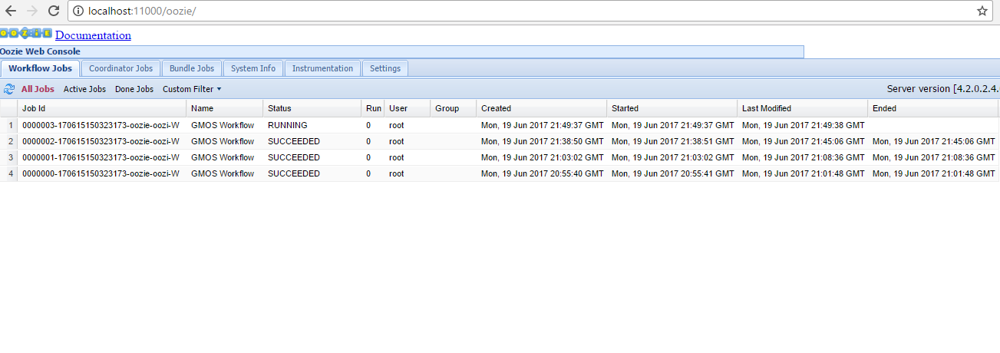 localhost:11000/oozie/
OOZIE Documentation
Oozie Web Console
Workflow Jobs Coordinator Jobs Bundle Jobs System Info Instrumentation Settings
All Jobs Active Jobs Done Jobs Custom Filter Server version [4.2.0.2.4.
Job Id Name Status Run User Group Created Started Last Modified Ended
1 0000003-170615150323173-oozie-oozi-W GMOS Workflow RUNNING 0 root Mon, 19 Jun 2017 21:49:37 GMT Mon, 19 Jun 2017 21:49:37 GMT Mon, 19 Jun 2017 21:49:38 GMT
2 0000002-170615150323173-oozie-oozi-W GMOS Workflow SUCCEEDED 0 root Mon, 19 Jun 2017 21:38:50 GMT Mon, 19 Jun 2017 21:38:51 GMT Mon, 19 Jun 2017 21:45:06 GMT Mon, 19 Jun 2017 21:45:06 GMT
3 0000001-170615150323173-oozie-oozi-W GMOS Workflow SUCCEEDED 0 root Mon, 19 Jun 2017 21:03:02 GMT Mon, 19 Jun 2017 21:03:02 GMT Mon, 19 Jun 2017 21:08:36 GMT Mon, 19 Jun 2017 21:08:36 GMT
4 0000000-170615150323173-oozie-oozi-W GMOS Workflow SUCCEEDED 0 root Mon, 19 Jun 2017 20:55:40 GMT Mon, 19 Jun 2017 20:55:41 GMT Mon, 19 Jun 2017 21:01:48 GMT Mon, 19 Jun 2017 21:01:48 GMT